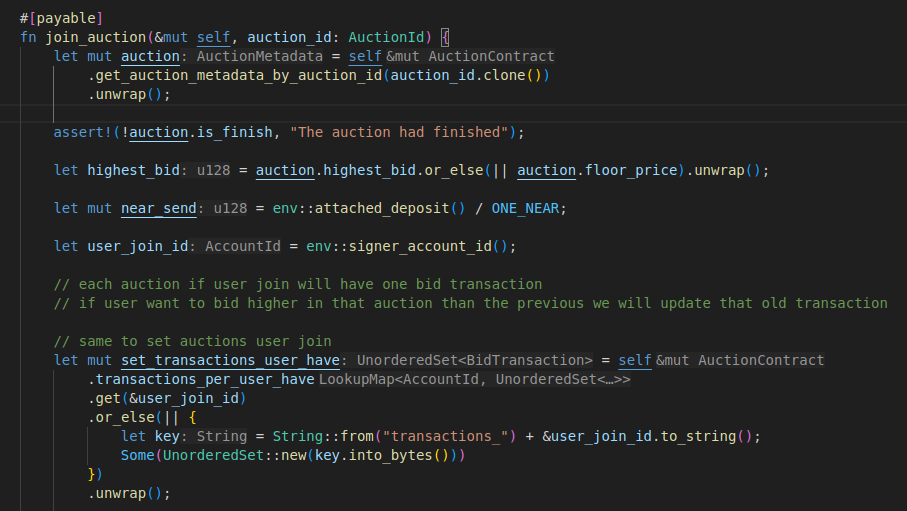 #[payable]
fn join_auction(&mut self, auction_id: AuctionId) {
let mut auction: AuctionMetadata = self &mut AuctionContract
.get_auction_metadata_by_auction_id(auction_id.clone())
.unwrap();
assert!(!auction.is_finish, "The auction had finished");
let highest_bid: u128 = auction.highest_bid.or_else(|| auction.floor_price).unwrap();
let mut near_send: u128 = env::attached_deposit() / ONE_NEAR;
let user_join_id: AccountId = env::signer_account_id();
// each auction if user join will have one bid transaction
// if user want to bid higher in that auction than the previous we will update that old transaction
// same to set auctions user join
let mut set_transactions_user_have: UnorderedSet<BidTransaction> = self &mut AuctionContract
.transactions_per_user_have LookupMap<AccountId, UnorderedSet<…>>
.get(&user_join_id)
.or_else(|| {
let key: String = String::from("transactions_") + &user_join_id.to_string();
Some(UnorderedSet::new(key.into_bytes()))
})
.unwrap();